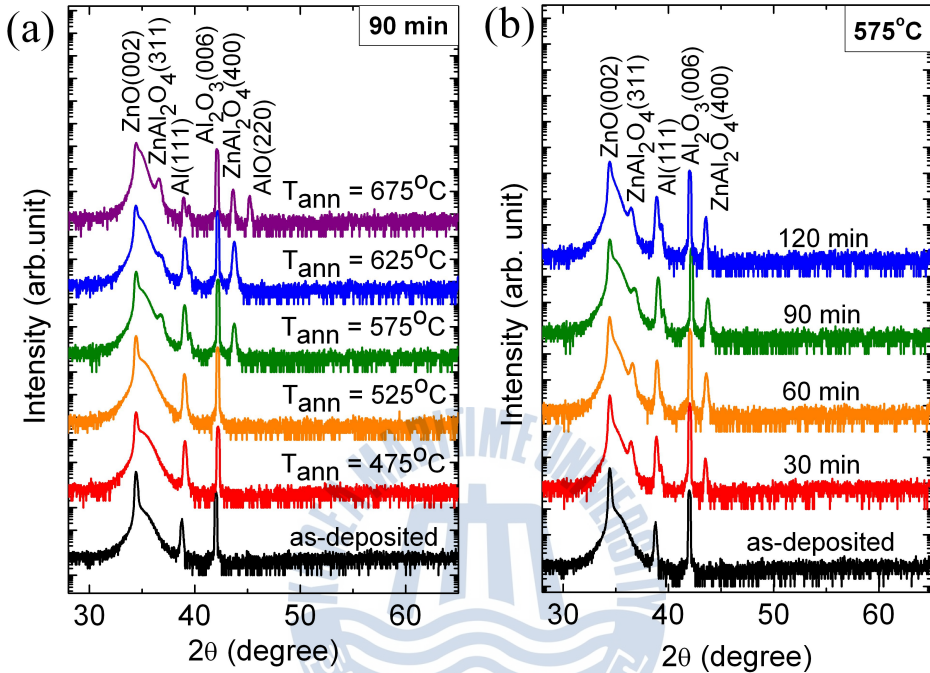 (a)
90 min
ZnO(002)
ZnAl2O4(311)
Al(111)
Al2O3(006)
ZnAl2O4(400)
AlO(220)
Tann = 675oC
Tann = 625oC
Tann = 575oC
Tann = 525oC
Tann = 475oC
as-deposited
Intensity (arb.unit)
30 40 50 60
2θ (degree)
(b)
575oC
ZnO(002)
ZnAl2O4(311)
Al(111)
Al2O3(006)
ZnAl2O4(400)
120 min
90 min
60 min
30 min
as-deposited
Intensity (arb. unit)
30 40 50 60
2θ (degree)
KOREA MARITIME UNIVERSITY